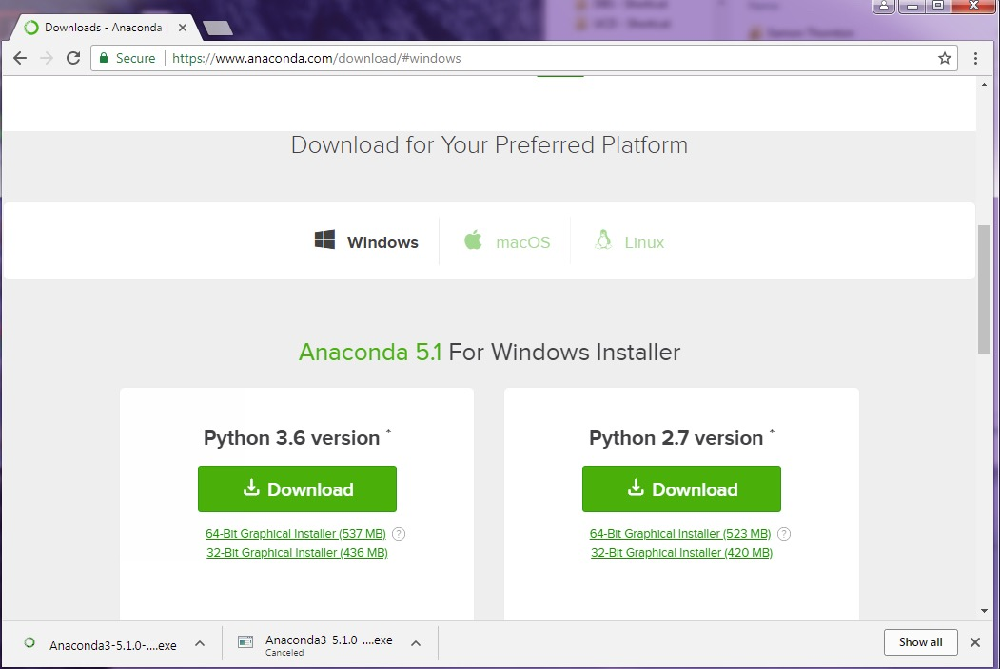 Downloads - Anaconda
Secure https://www.anaconda.com/download/#windows
Download for Your Preferred Platform
Windows macOS Linux
Anaconda 5.1 For Windows Installer
Python 3.6 version *
Download
64-Bit Graphical Installer (537 MB) ?
32-Bit Graphical Installer (436 MB)
Python 2.7 version *
Download
64-Bit Graphical Installer (523 MB) ?
32-Bit Graphical Installer (420 MB)
Anaconda3-5.1.0-....exe
Anaconda3-5.1.0-....exe
Canceled
Show all